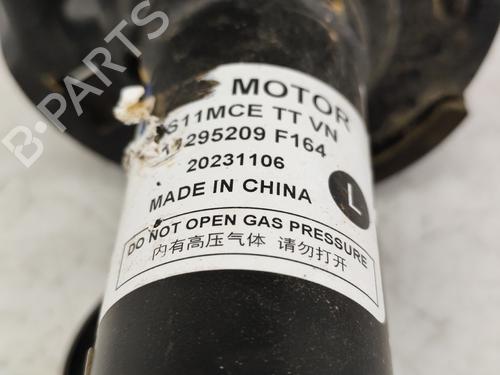 B-PARTS
MOTOR
S11MCE TT VN
295209 F164
20231106
MADE IN CHINA
L
DO NOT OPEN GAS PRESSURE
内有高压气体 请勿打开